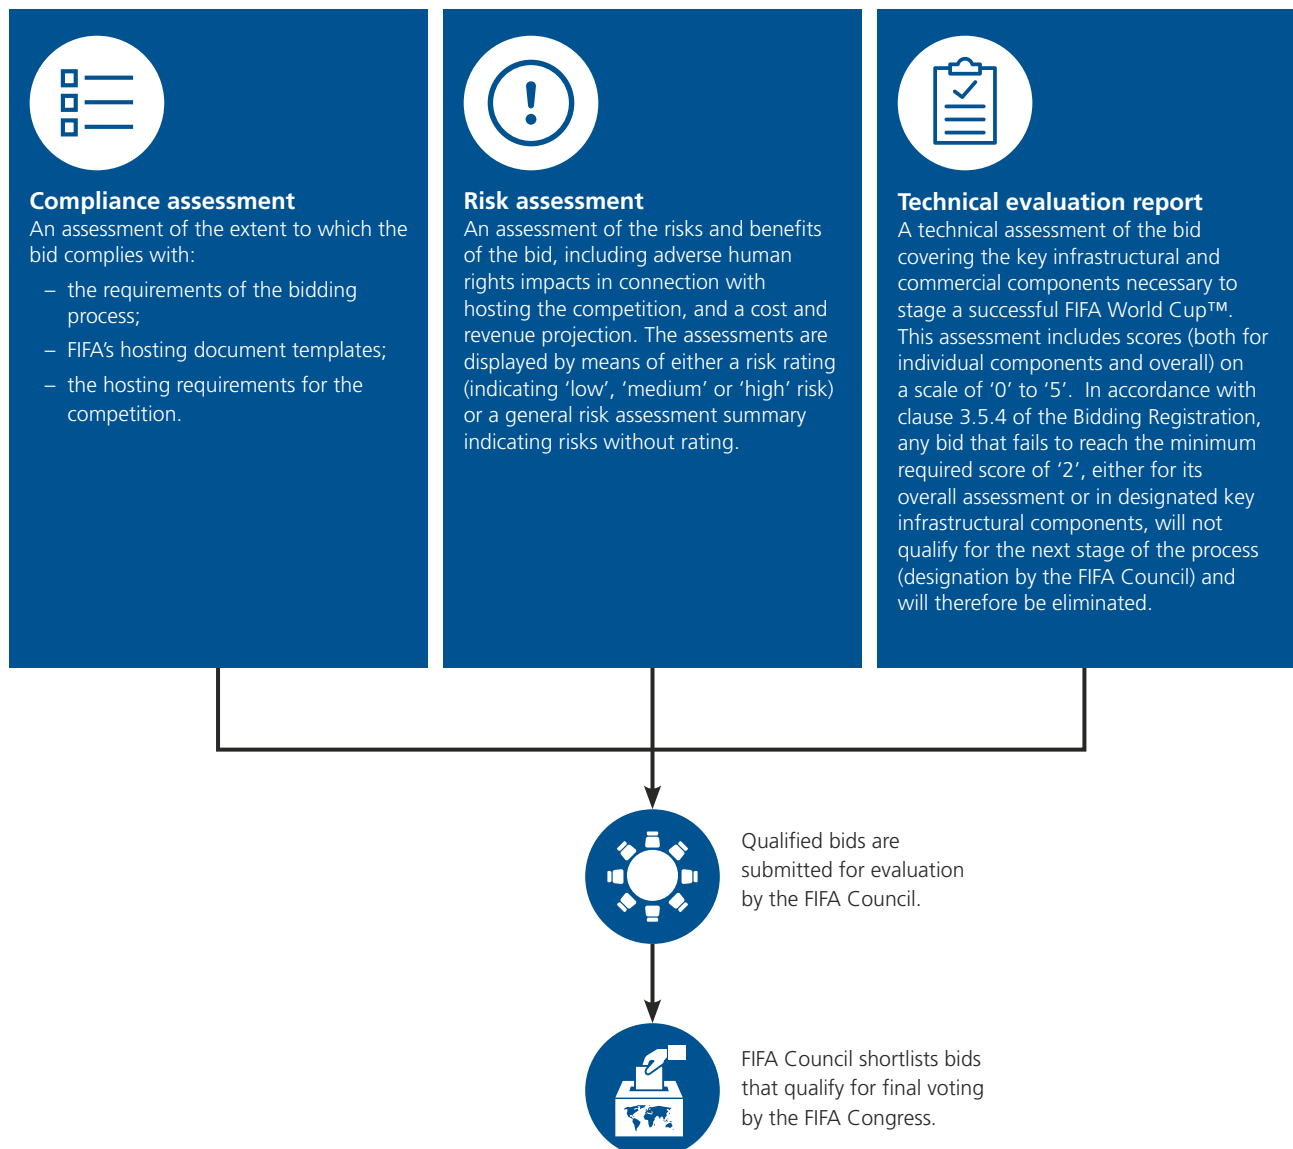 Compliance assessment
An assessment of the extent to which the
bid complies with:
– the requirements of the bidding
process;
– FIFA’s hosting document templates;
– the hosting requirements for the
competition.
Risk assessment
An assessment of the risks and benefits
of the bid, including adverse human
rights impacts in connection with
hosting the competition, and a cost and
revenue projection. The assessments are
displayed by means of either a risk rating
(indicating ‘low’, ‘medium’ or ‘high’ risk)
or a general risk assessment summary
indicating risks without rating.
Technical evaluation report
A technical assessment of the bid
covering the key infrastructural and
commercial components necessary to
stage a successful FIFA World Cup™.
This assessment includes scores (both for
individual components and overall) on
a scale of ‘0’ to ‘5’.  In accordance with
clause 3.5.4 of the Bidding Registration,
any bid that fails to reach the minimum
required score of ‘2’, either for its
overall assessment or in designated key
infrastructural components, will not
qualify for the next stage of the process
(designation by the FIFA Council) and
will therefore be eliminated.
Qualified bids are
submitted for evaluation
by the FIFA Council.
FIFA Council shortlists bids
that qualify for final voting
by the FIFA Congress.